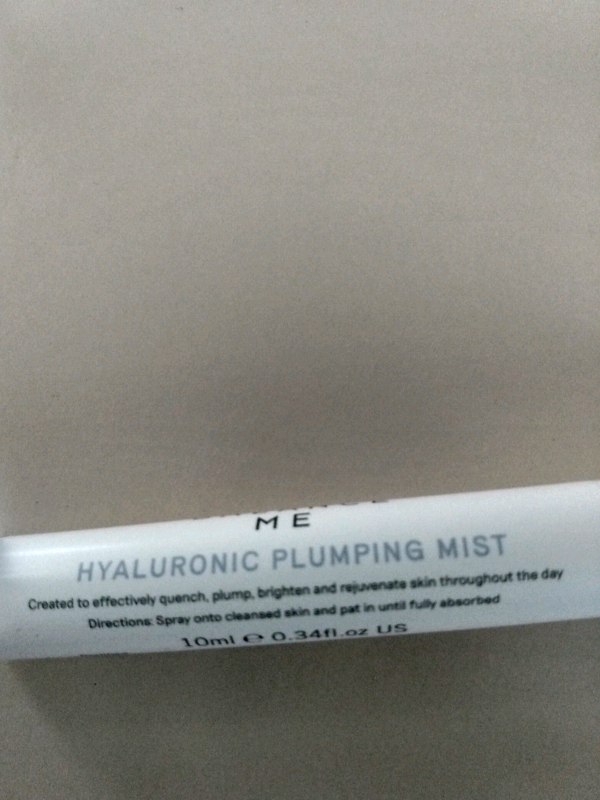 ME
HYALURONIC PLUMPING MIST
Created to effectively quench, plump, brighten and rejuvenate skin throughout the day
Directions: Spray onto cleansed skin and pat in until fully absorbed
10ml ℮ 0.34fl.oz US